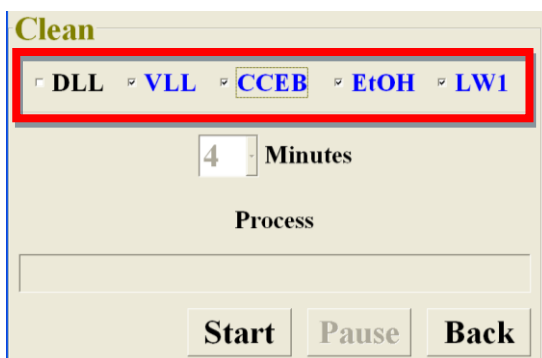 Clean
DLL VLL CCEB EtOH LW1
4 Minutes
Process
Start Pause Back